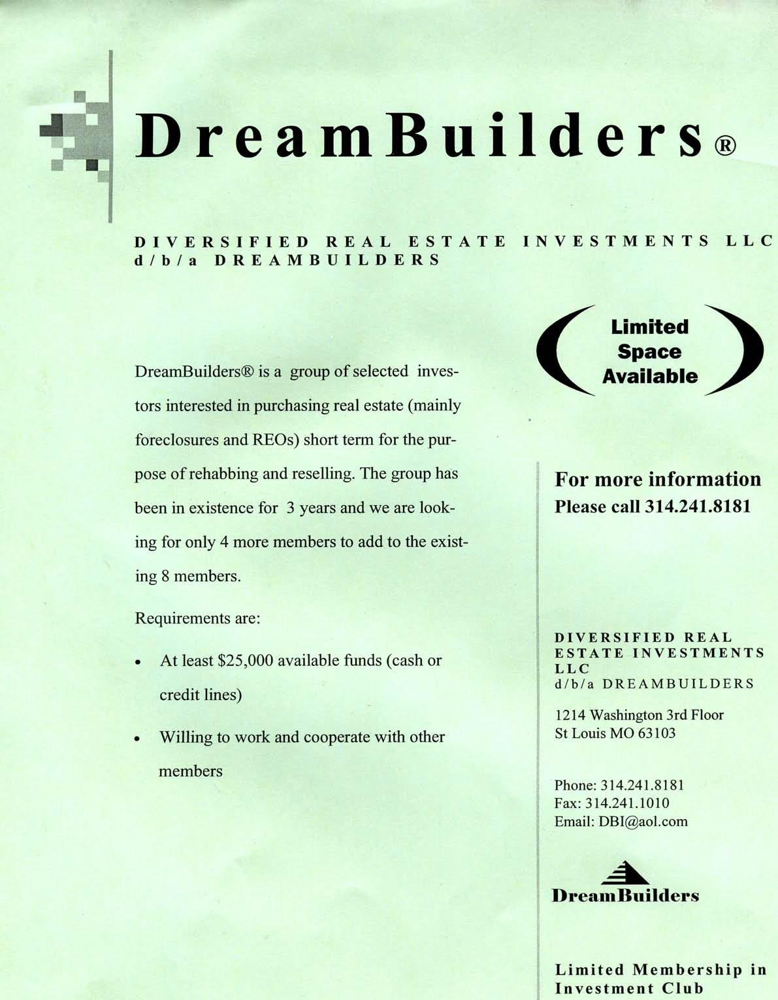 DreamBuilders®
DIVERSIFIED REAL ESTATE INVESTMENTS LLC
d/b/a DREAMBUILDERS
Limited
Space
Available
DreamBuilders® is a group of selected inves-
tors interested in purchasing real estate (mainly
foreclosures and REOs) short term for the pur-
pose of rehabbing and reselling. The group has
been in existence for 3 years and we are look-
ing for only 4 more members to add to the exist-
ing 8 members.
Requirements are:
• At least $25,000 available funds (cash or
credit lines)
• Willing to work and cooperate with other
members
For more information
Please call 314.241.8181
DIVERSIFIED REAL
ESTATE INVESTMENTS
LLC
d/b/a DREAMBUILDERS
1214 Washington 3rd Floor
St Louis MO 63103
Phone: 314.241.8181
Fax: 314.241.1010
Email: DBI@aol.com
DreamBuilders
Limited Membership in
Investment Club